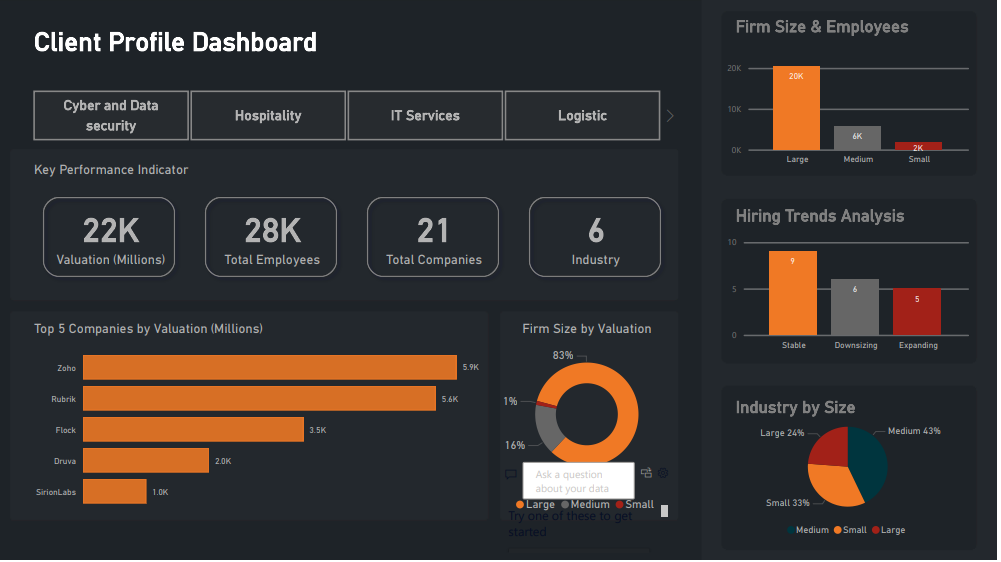 Client Profile Dashboard
Cyber and Data
security
Hospitality
IT Services
Logistic
Key Performance Indicator
22K
Valuation (Millions)
28K
Total Employees
21
Total Companies
6
Industry
Top 5 Companies by Valuation (Millions)
Zoho
5.9K
Rubrik
5.6K
Flock
3.5K
Druva
2.0K
SirionLabs
1.0K
Firm Size by Valuation
83%
1%
16%
Ask a question
about your data
Large Medium Small
Try one of these to get
started
Firm Size & Employees
20K
10K
0K
20K
6K
2K
Large
Medium
Small
Hiring Trends Analysis
10
5
0
9
6
5
Stable
Downsizing
Expanding
Industry by Size
Large 24%
Medium 43%
Small 33%
Medium Small Large